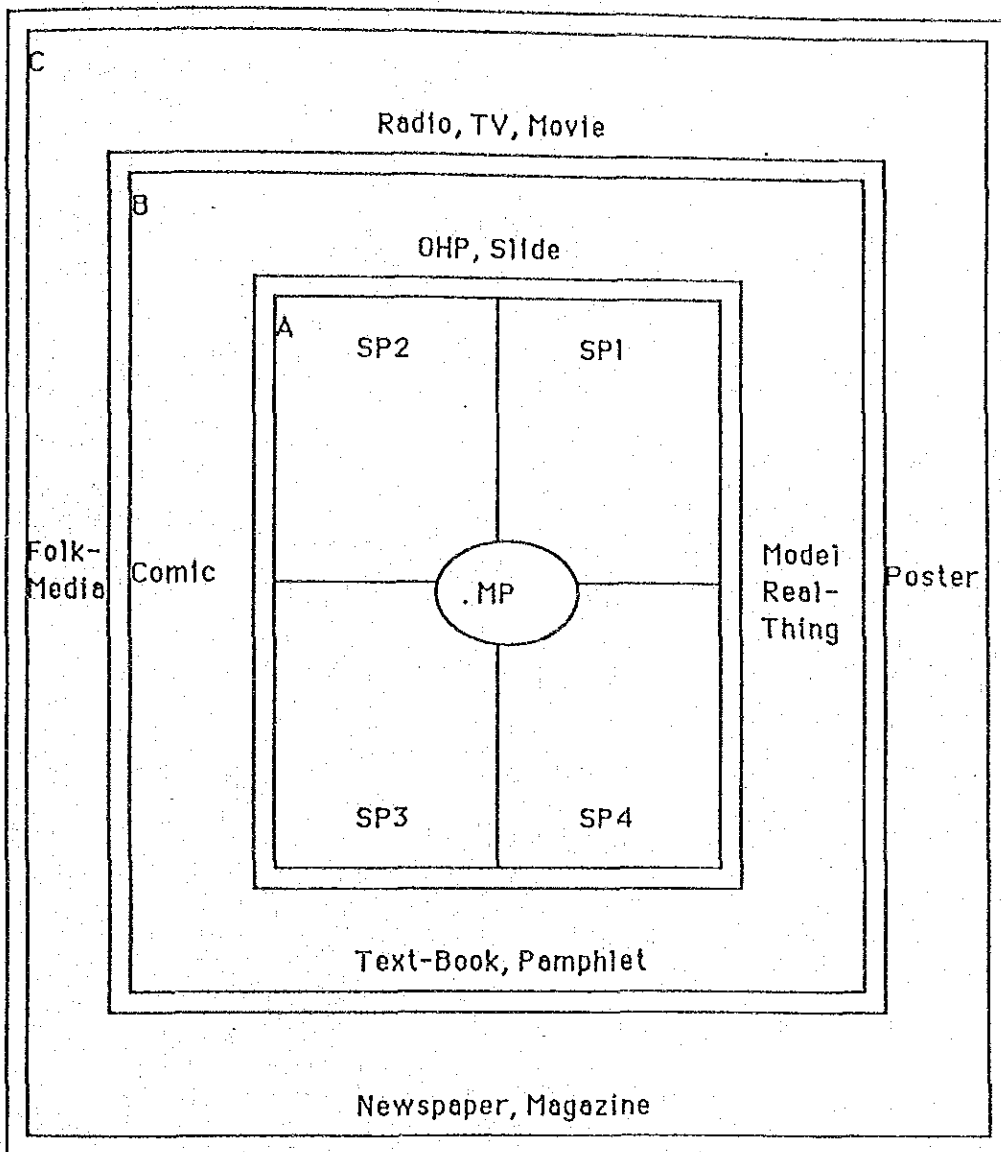 C
Radio, TV, Movie
B
OHP, Slide
A
SP2
SP1
Folk-
Media
Comic
.MP
Model
Real-
Thing
Poster
SP3
SP4
Text-Book, Pamphlet
Newspaper, Magazine